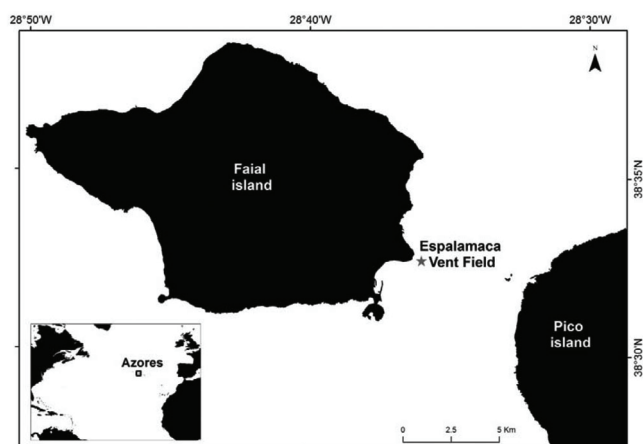 28°50'W 28°40'W 28°30'W
N
Faial
island
38°35'N
Espalamaca
Vent Field
Pico
island
38°30'N
Azores
0 2.5 5 Km